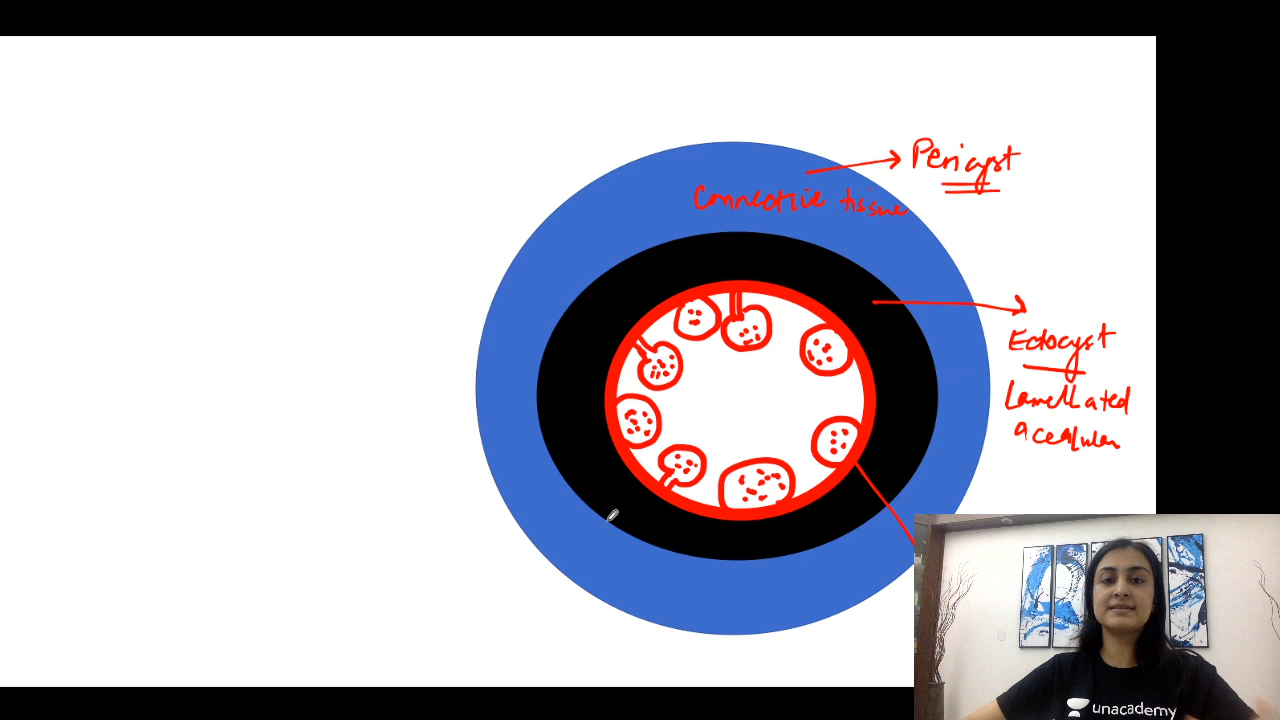 Pericyst
Connective tissue
Ectocyst
Lamellated
acellular
unacademy